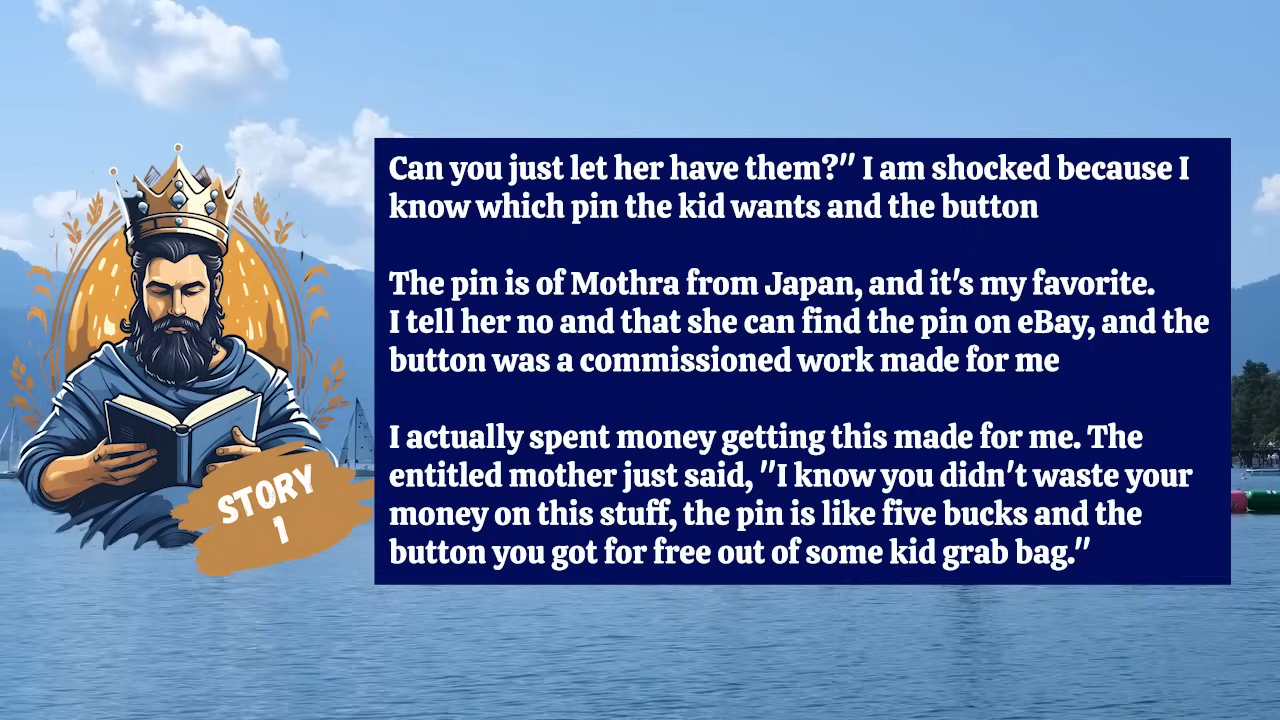 Can you just let her have them?" I am shocked because I
know which pin the kid wants and the button
The pin is of Mothra from Japan, and it's my favorite.
I tell her no and that she can find the pin on eBay, and the
button was a commissioned work made for me
I actually spent money getting this made for me. The
entitled mother just said, "I know you didn't waste your
money on this stuff, the pin is like five bucks and the
button you got for free out of some kid grab bag."
STORY
1